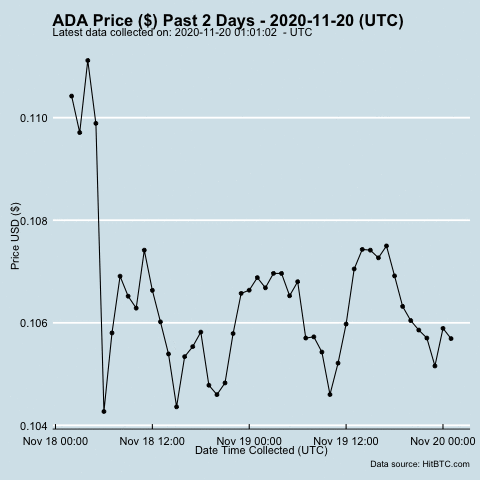 ADA Price ($) Past 2 Days - 2020-11-20 (UTC)
Latest data collected on: 2020-11-20 01:01:02 - UTC
Price USD ($)
0.110
0.108
0.106
0.104
Nov 18 00:00 Nov 18 12:00 Nov 19 00:00 Nov 19 12:00 Nov 20 00:00
Date Time Collected (UTC)
Data source: HitBTC.com